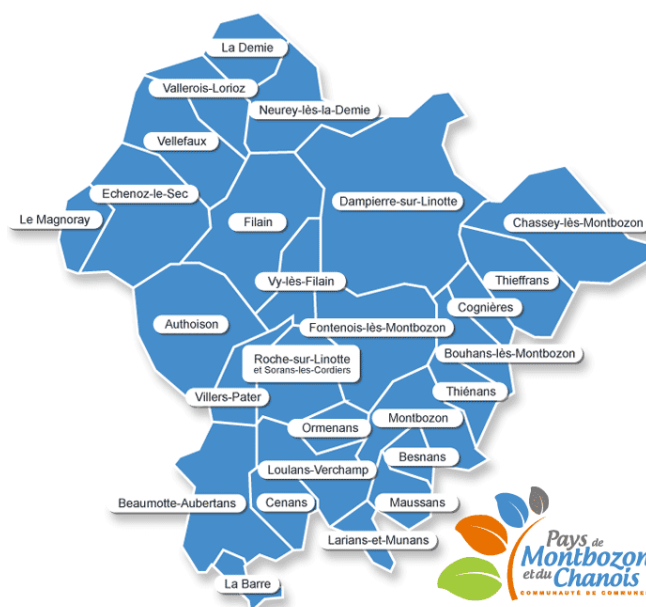 La Demie
Vallerois-Lorioz
Neurey-lès-la-Demie
Vellefaux
Echenoz-le-Sec
Dampierre-sur-Linotte
Le Magnoray
Filain
Chassey-lès-Montbozon
Vy-lès-Filain
Thieffrans
Cognières
Authoison
Fontenois-lès-Montbozon
Roche-sur-Linotte
et Sorans-les-Cordiers
Bouhans-lès-Montbozon
Villers-Pater
Thiénans
Montbozon
Ormenans
Besnans
Loulans-Verchamp
Beaumotte-Aubertans
Cenans
Maussans
Larians-et-Munans
La Barre
Pays de
Montbozon
et du Chanois
COMMUNAUTÉ DE COMMUNE